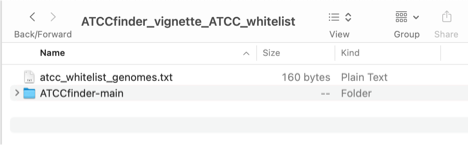 ATCCfinder_vignette_ATCC_whitelist
Back/Forward View Group Share
Name Size Kind
atcc_whitelist_genomes.txt 160 bytes Plain Text
ATCCfinder-main -- Folder